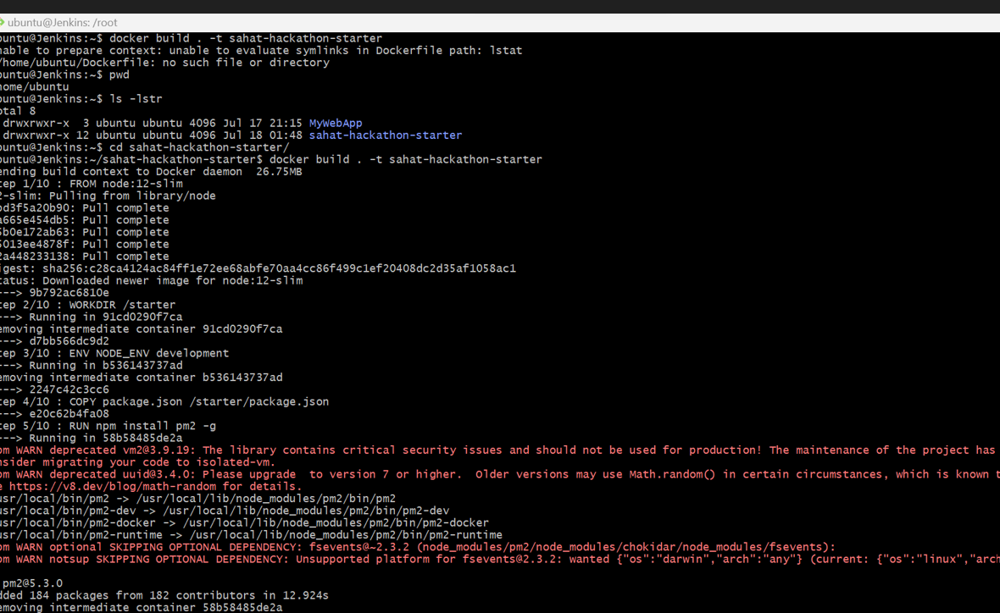 ubuntu@Jenkins: /root
buntu@Jenkins:~$ docker build . -t sahat-hackathon-starter
nable to prepare context: unable to evaluate symlinks in Dockerfile path: lstat
/home/ubuntu/Dockerfile: no such file or directory
buntu@Jenkins:~$ pwd
home/ubuntu
buntu@Jenkins:~$ ls -lstr
otal 8
drwxrwxr-x  3 ubuntu ubuntu 4096 Jul 17 21:15 MyWebApp
drwxrwxr-x 12 ubuntu ubuntu 4096 Jul 18 01:48 sahat-hackathon-starter
buntu@Jenkins:~$ cd sahat-hackathon-starter/
buntu@Jenkins:~/sahat-hackathon-starter$ docker build . -t sahat-hackathon-starter
ending build context to Docker daemon  26.75MB
tep 1/10 : FROM node:12-slim
2-slim: Pulling from library/node
bd3f5a20b90: Pull complete
a665e454db5: Pull complete
5b0e172ab63: Pull complete
5013ee4878f: Pull complete
2a448233138: Pull complete
igest: sha256:c28ca4124ac84ff1e72ee68abfe70aa4cc86f499c1ef20408dc2d35af1058ac1
tatus: Downloaded newer image for node:12-slim
---> 9b792ac6810e
tep 2/10 : WORKDIR /starter
---> Running in 91cd0290f7ca
emoving intermediate container 91cd0290f7ca
---> d7bb566dc9d2
tep 3/10 : ENV NODE_ENV development
---> Running in b536143737ad
emoving intermediate container b536143737ad
---> 2247c42c3cc6
tep 4/10 : COPY package.json /starter/package.json
---> e20c62b4fa08
tep 5/10 : RUN npm install pm2 -g
---> Running in 58b58485de2a
pm WARN deprecated vm2@3.9.19: The library contains critical security issues and should not be used for production! The maintenance of the project has
nsider migrating your code to isolated-vm.
pm WARN deprecated uuid@3.4.0: Please upgrade  to version 7 or higher.  Older versions may use Math.random() in certain circumstances, which is known t
e https://v8.dev/blog/math-random for details.
usr/local/bin/pm2 -> /usr/local/lib/node_modules/pm2/bin/pm2
usr/local/bin/pm2-dev -> /usr/local/lib/node_modules/pm2/bin/pm2-dev
usr/local/bin/pm2-docker -> /usr/local/lib/node_modules/pm2/bin/pm2-docker
usr/local/bin/pm2-runtime -> /usr/local/lib/node_modules/pm2/bin/pm2-runtime
pm WARN optional SKIPPING OPTIONAL DEPENDENCY: fsevents@~2.3.2 (node_modules/pm2/node_modules/chokidar/node_modules/fsevents):
pm WARN notsup SKIPPING OPTIONAL DEPENDENCY: Unsupported platform for fsevents@2.3.2: wanted {"os":"darwin","arch":"any"} (current: {"os":"linux","arch
pm2@5.3.0
dded 184 packages from 182 contributors in 12.924s
emoving intermediate container 58b58485de2a